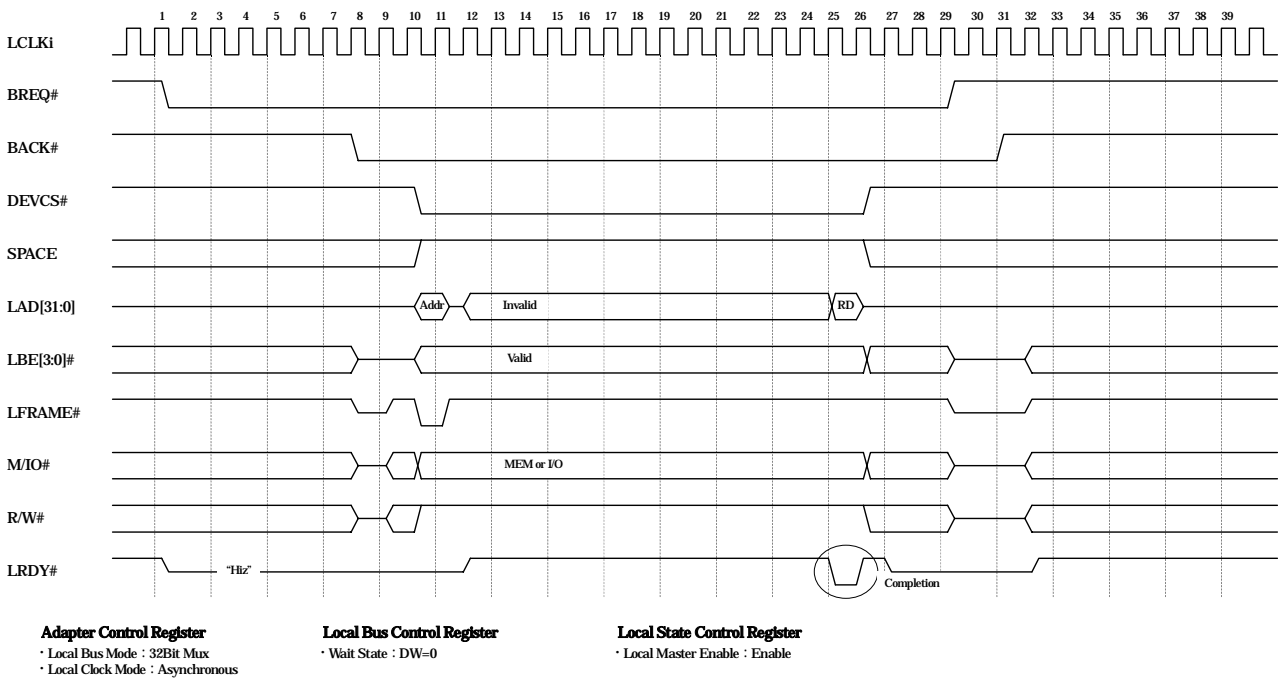 1 2 3 4 5 6 7 8 9 10 11 12 13 14 15 16 17 18 19 20 21 22 23 24 25 26 29 30 31 32 33 34 35 36 37 38 39
LCLKi
BREQ#
BACK#
DEVCS#
SPACE
LAD[31:0] Addr Invalid RD
LBE[3:0]# Valid
LFRAME#
M/IO# MEM or I/O
R/W#
LRDY# “Hiz”
Completion
Adapter Control Register Local Bus Control Register Local State Control Register
・Local Bus Mode：32Bit Mux ・Wait State：DW=0 ・Local Master Enable：Enable
・Local Clock Mode：Asynchronous